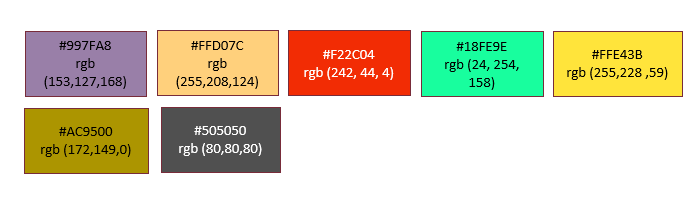 #997FA8
rgb
(153,127,168)
#FFD07C
rgb
(255,208,124)
#F22C04
rgb (242, 44, 4)
#18FE9E
rgb (24, 254,
158)
#FFE43B
rgb (255,228 ,59)
#AC9500
rgb (172,149,0)
#505050
rgb (80,80,80)